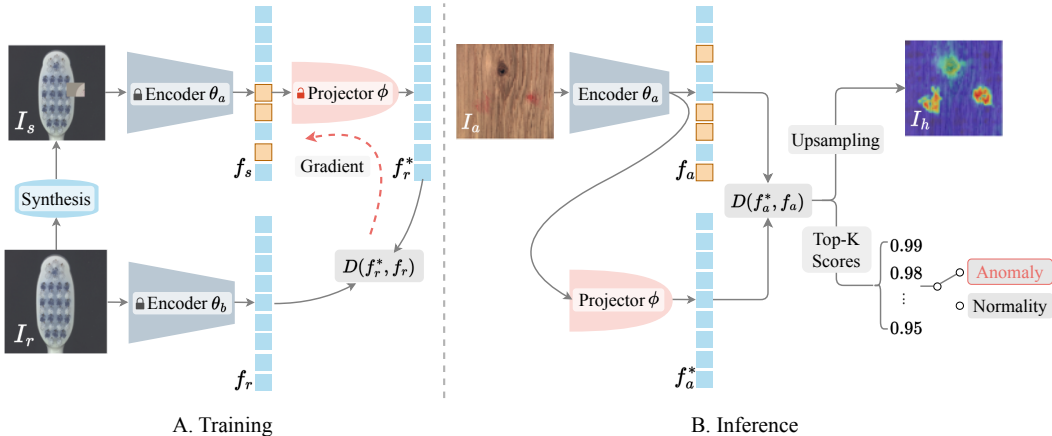 I_s
Encoder θ_a
f_s
Projector ϕ
f_r^*
Gradient
Synthesis
D(f_r^*, f_r)
I_r
Encoder θ_b
f_r
A. Training
I_a
Encoder θ_a
f_a
I_h
Upsampling
D(f_a^*, f_a)
Top-K
Scores
0.99
0.98
⋮
0.95
Anomaly
Normality
Projector ϕ
f_a^*
B. Inference